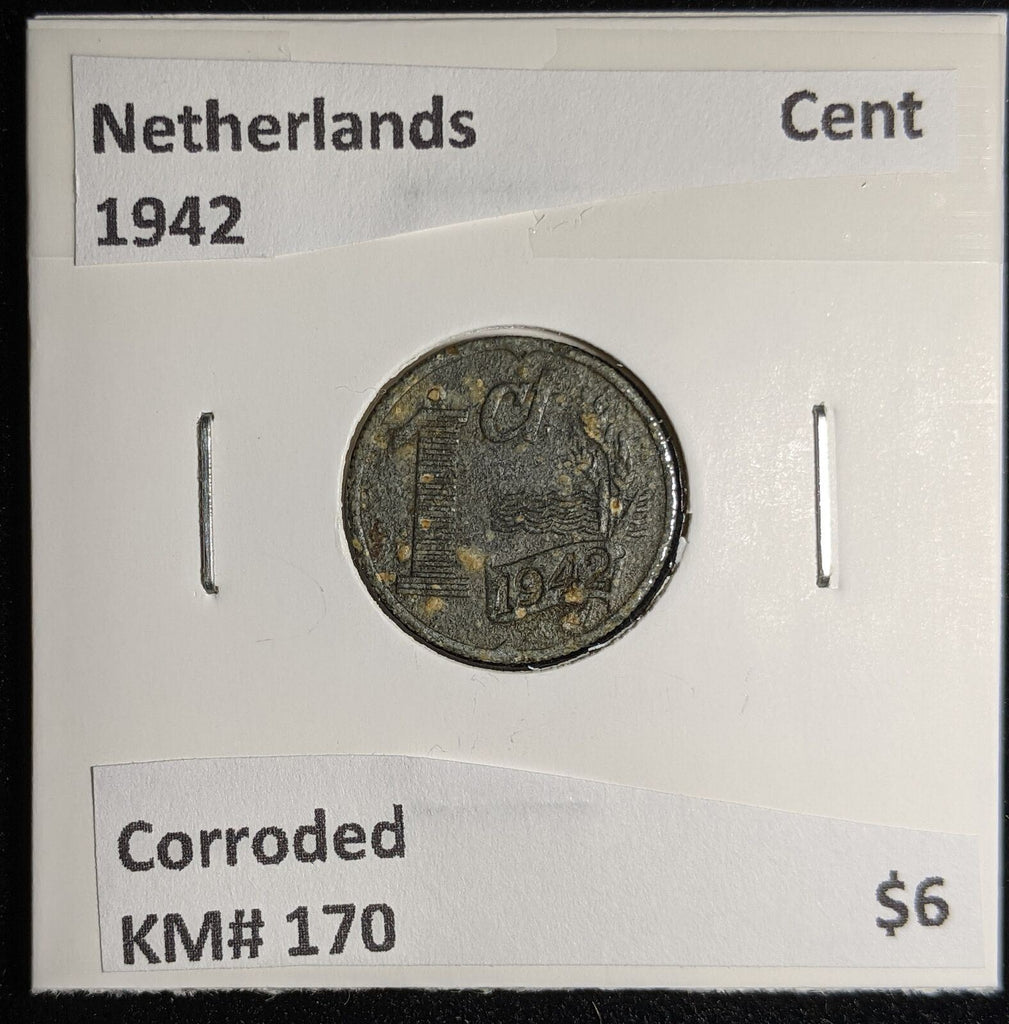 Netherlands Cent
1942
1 Ct
1942
Corroded
KM# 170 $6